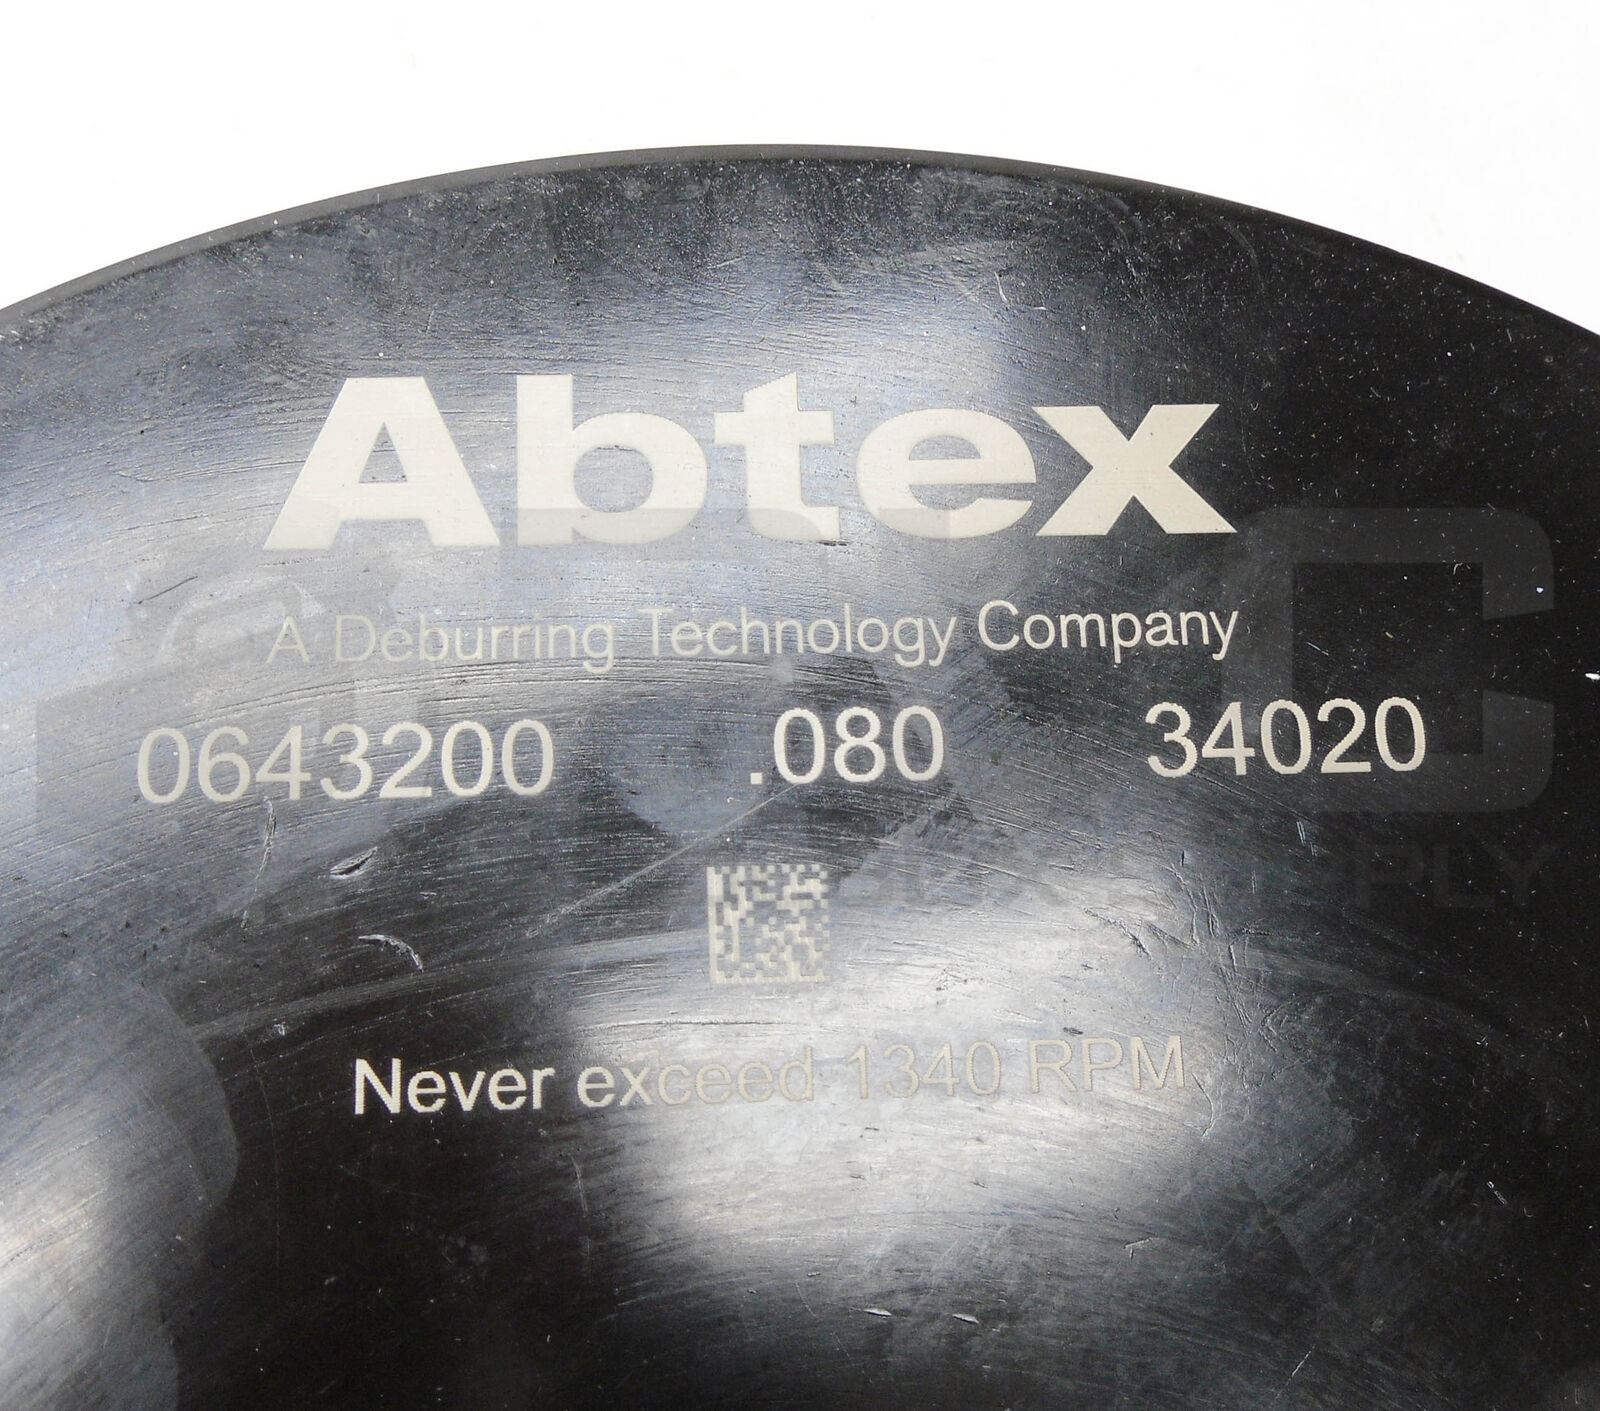 Abtex
A Deburring Technology Company
0643200 .080 34020
Never exceed 1340 RPM